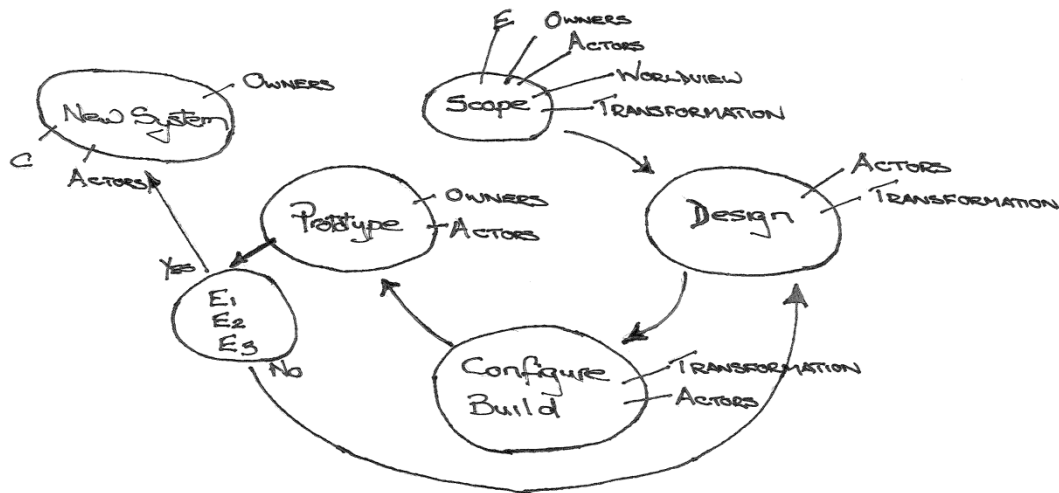 E
OWNERS
ACTORS
WORLDVIEW
TRANSFORMATION
Scope
OWNERS
New System
C
ACTORS
ACTORS
TRANSFORMATION
Design
OWNERS
ACTORS
Prototype
Yes
E1
E2
E3
No
Configure
Build
TRANSFORMATION
ACTORS